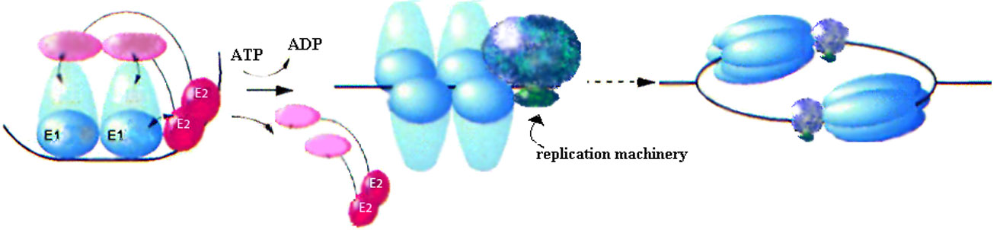 ATP
ADP
E1
E1
E2
E2
E2
E2
replication machinery